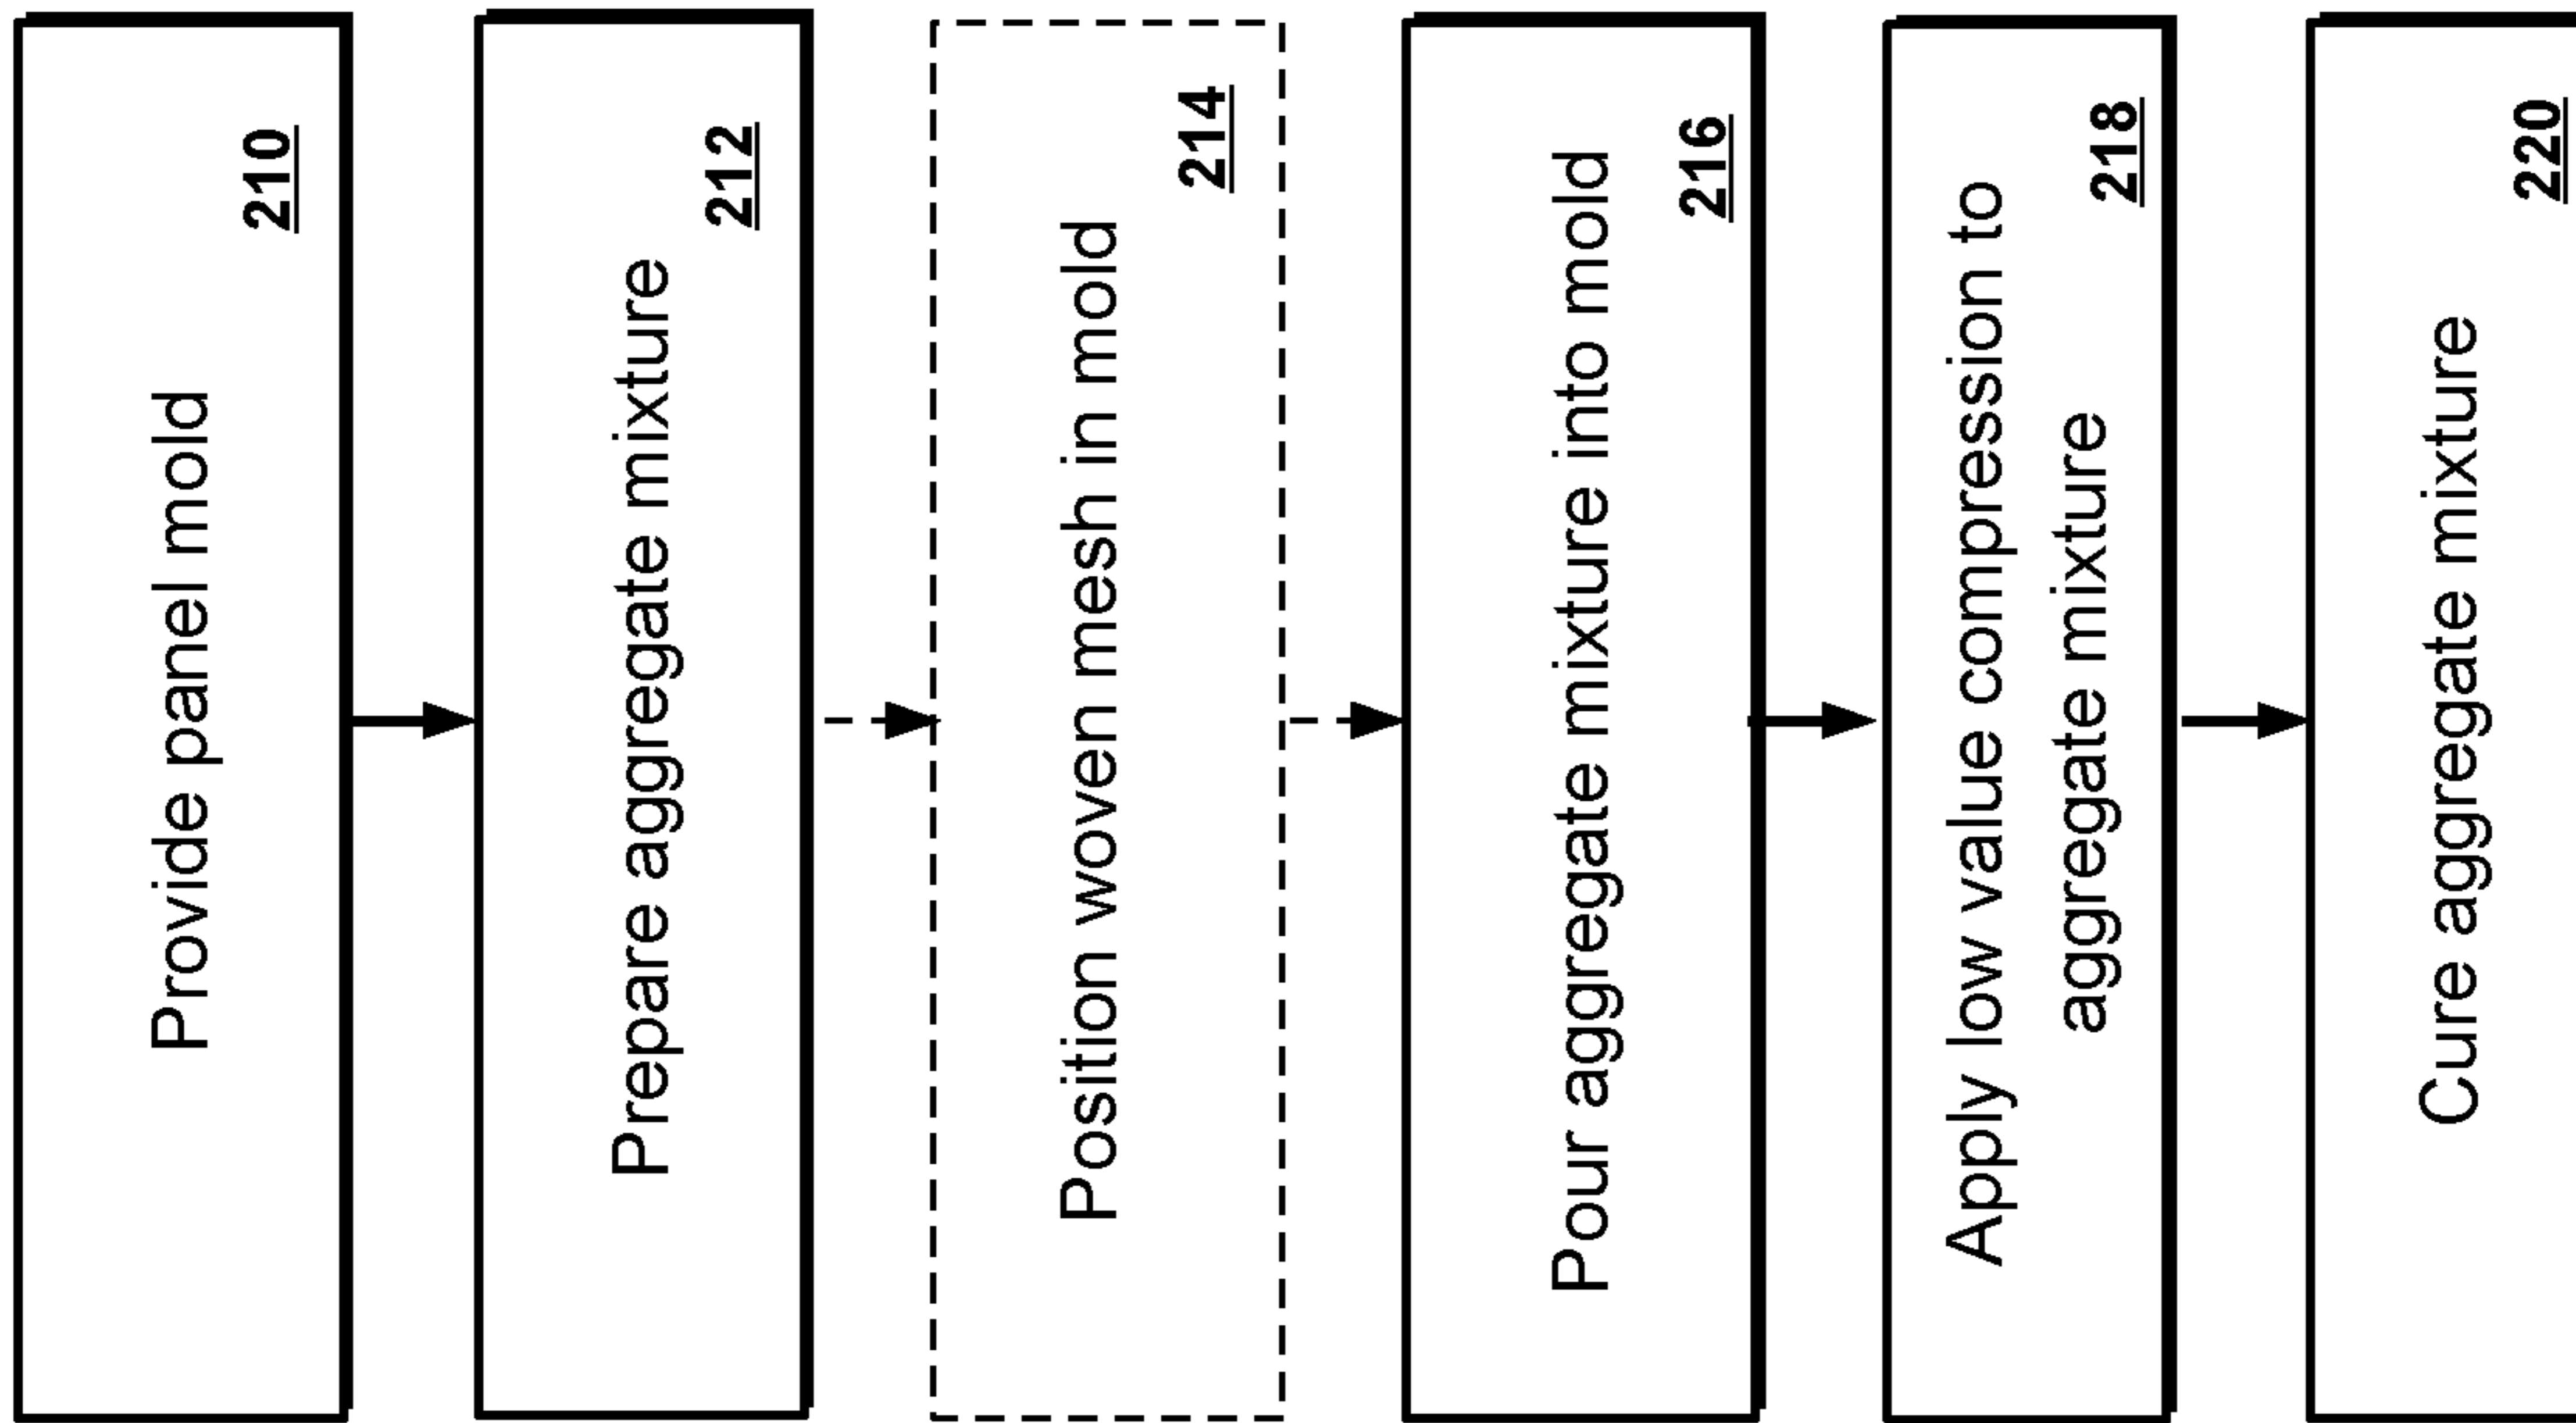 Provide panel mold
210
Prepare aggregate mixture
212
Position woven mesh in mold
214
Pour aggregate mixture into mold
216
Apply low value compression to
aggregate mixture
218
Cure aggregate mixture
220